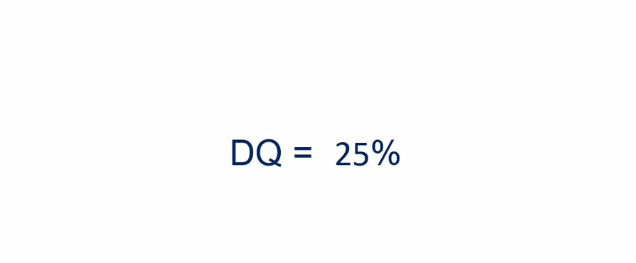 DQ = 25%